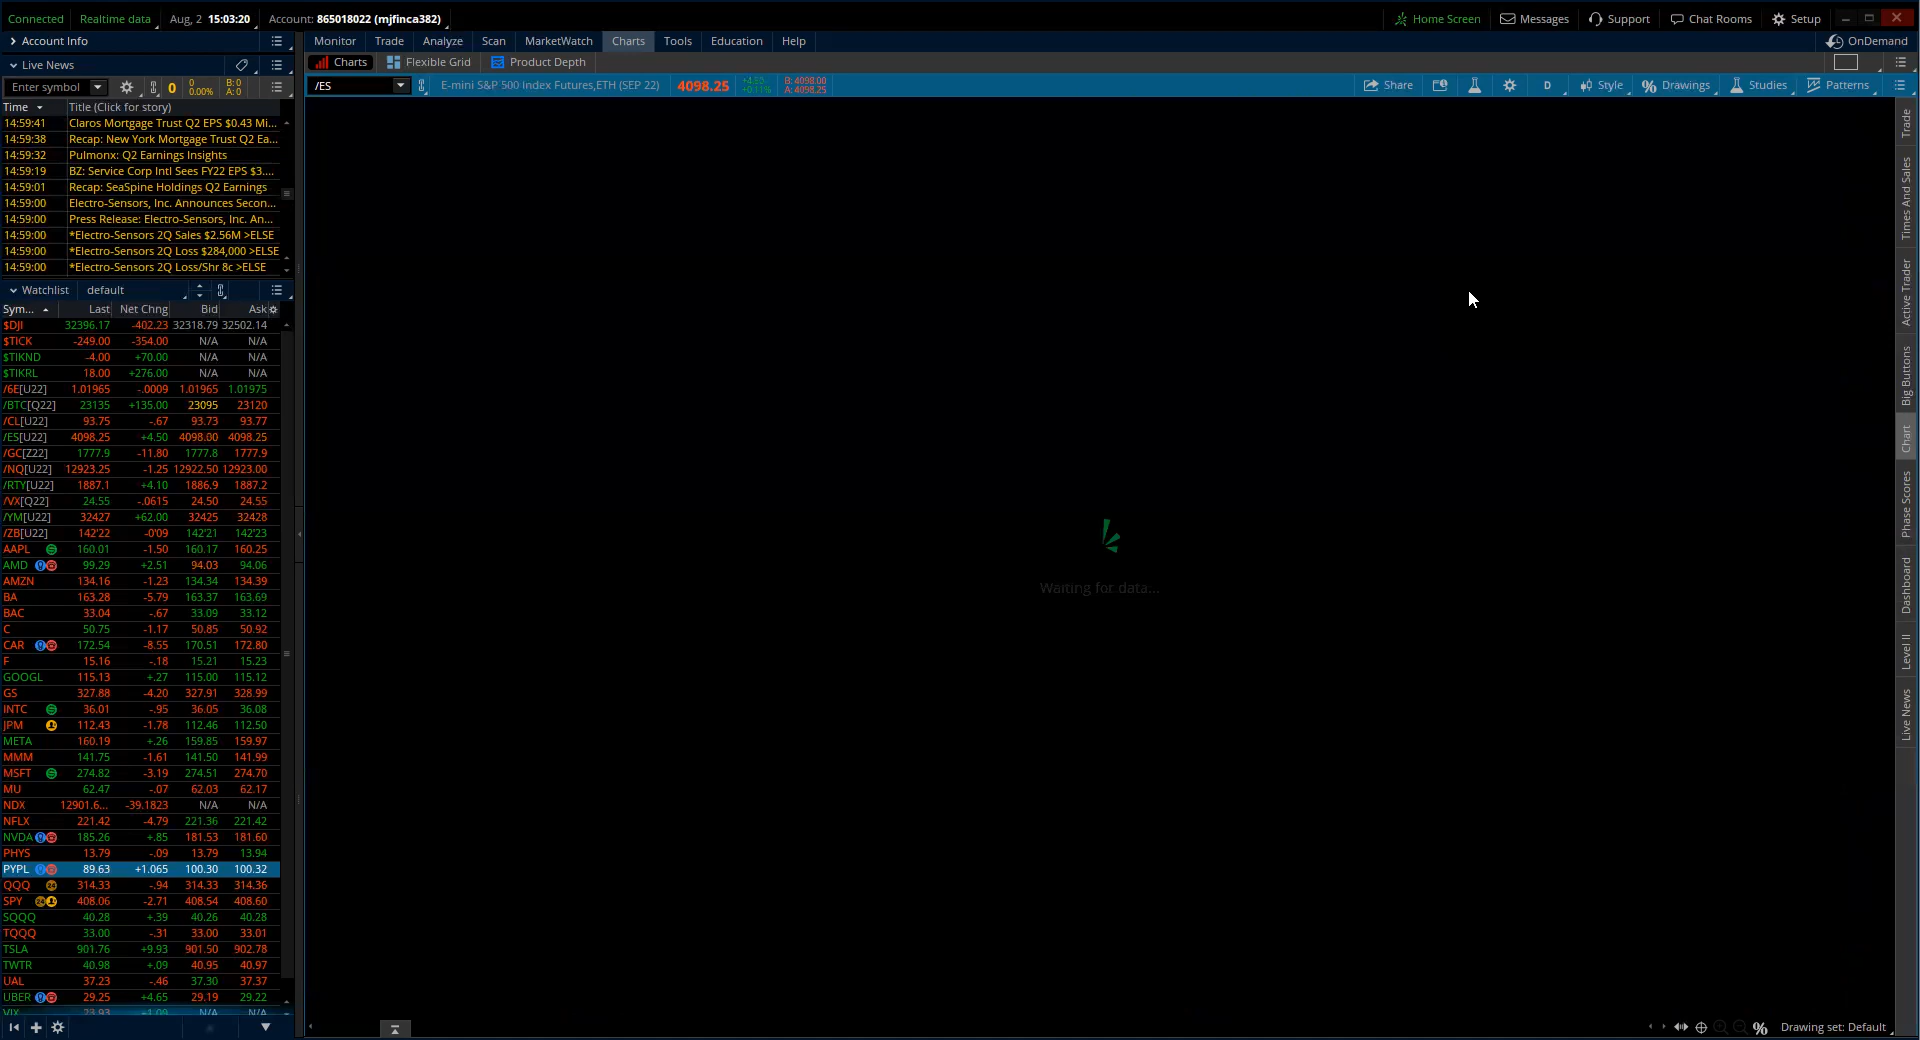 Connected Realtime data Aug, 2 15:03:20 Account: 865018022 (mjfinca382) Home Screen Messages Support Chat Rooms Setup
Account Info Monitor Trade Analyze Scan MarketWatch Charts Tools Education Help OnDemand
Live News Charts Flexible Grid Product Depth
Enter symbol 0 0 0.00% B: 0 A: 0 /ES E-mini S&P 500 Index Futures,ETH (SEP 22) 4098.25 +4.50 +0.11% B: 4098.00 A: 4098.25 Share D Style Drawings Studies Patterns
Time Title (Click for story)
14:59:41 Claros Mortgage Trust Q2 EPS $0.43 Mi...
14:59:38 Recap: New York Mortgage Trust Q2 Ea...
14:59:32 Pulmonx: Q2 Earnings Insights
14:59:19 BZ: Service Corp Intl Sees FY22 EPS $3....
14:59:01 Recap: SeaSpine Holdings Q2 Earnings
14:59:00 Electro-Sensors, Inc. Announces Secon...
14:59:00 Press Release: Electro-Sensors, Inc. An...
14:59:00 *Electro-Sensors 2Q Sales $2.56M >ELSE
14:59:00 *Electro-Sensors 2Q Loss $284,000 >ELSE
14:59:00 *Electro-Sensors 2Q Loss/Shr 8c >ELSE
Watchlist default
Sym... Last Net Chng Bid Ask
$DJI 32396.17 -402.23 32318.79 32502.14
$TICK -249.00 -354.00 N/A N/A
$TIKND -4.00 +70.00 N/A N/A
$TIKRL 18.00 +276.00 N/A N/A
/6E[U22] 1.01965 -.0009 1.01965 1.01975
/BTC[Q22] 23135 +135.00 23095 23120
/CL[U22] 93.75 -.67 93.73 93.77
/ES[U22] 4098.25 +4.50 4098.00 4098.25
/GC[Z22] 1777.9 -11.80 1777.8 1777.9
/NQ[U22] 12923.25 -1.25 12922.50 12923.00
/RTY[U22] 1887.1 +4.10 1886.9 1887.2
/VX[Q22] 24.55 -.0615 24.50 24.55
/YM[U22] 32427 +62.00 32425 32428
/ZB[U22] 142'22 -0'09 142'21 142'23
AAPL 160.01 -1.50 160.17 160.25
AMD 99.29 +2.51 94.03 94.06
AMZN 134.16 -1.23 134.34 134.39
BA 163.28 -5.79 163.37 163.69
BAC 33.04 -.67 33.09 33.12
C 50.75 -1.17 50.85 50.92
CAR 172.54 -8.55 170.51 172.80
F 15.16 -.18 15.21 15.23
GOOGL 115.13 +.27 115.00 115.12
GS 327.88 -4.20 327.91 328.99
INTC 36.01 -.95 36.05 36.08
JPM 112.43 -1.78 112.46 112.50
META 160.19 +.26 159.85 159.97
MMM 141.75 -1.61 141.50 141.99
MSFT 274.82 -3.19 274.51 274.70
MU 62.47 -.07 62.03 62.17
NDX 12901.6... -39.1823 N/A N/A
NFLX 221.42 -4.79 221.36 221.42
NVDA 185.26 +.85 181.53 181.60
PHYS 13.79 -.09 13.79 13.94
PYPL 89.63 +1.065 100.30 100.32
QQQ 314.33 -.94 314.33 314.36
SPY 408.06 -2.71 408.54 408.60
SQQQ 40.28 +.39 40.26 40.28
TQQQ 33.00 -.31 33.00 33.01
TSLA 901.76 +9.93 901.50 902.78
TWTR 40.98 +.09 40.95 40.97
UAL 37.23 -.46 37.30 37.37
UBER 29.25 +4.65 29.19 29.22
VIX 23.93 +1.09 N/A N/A
Waiting for data...
Trade
Times And Sales
Active Trader
Big Buttons
Chart
Phase Scores
Dashboard
Level II
Live News
Drawing set: Default